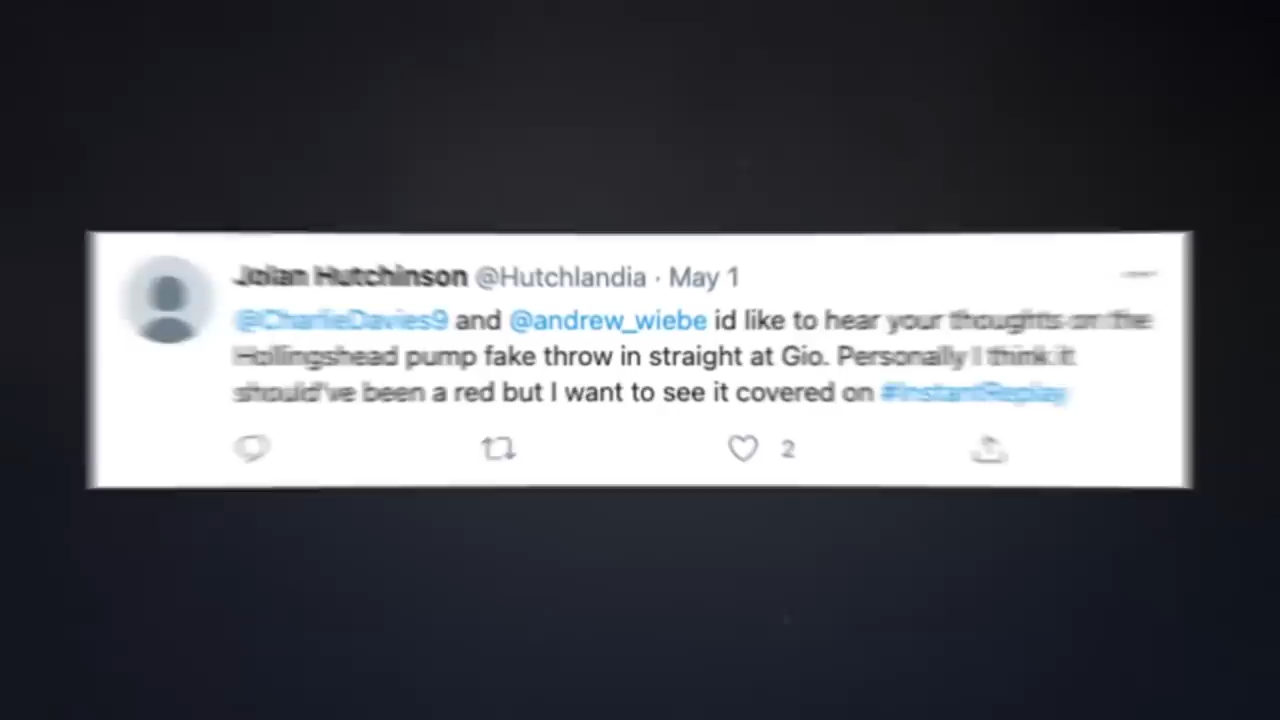 Jolan Hutchinson @Hutchlandia · May 1
@CharlieDavies9 and @andrew_wiebe id like to hear your thoughts on the
Hollingshead pump fake throw in straight at Gio. Personally I think it
should've been a red but I want to see it covered on #InstantReplay
2